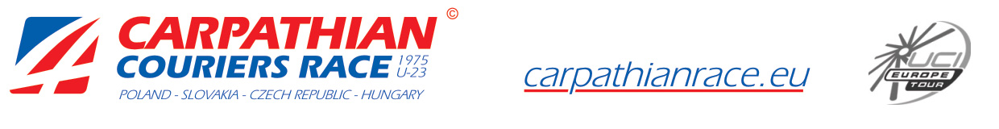 CARPATHIAN ©
COURIERS RACE 1975
U-23
POLAND - SLOVAKIA - CZECH REPUBLIC - HUNGARY
carpathianrace.eu
UCI
EUROPE
TOUR